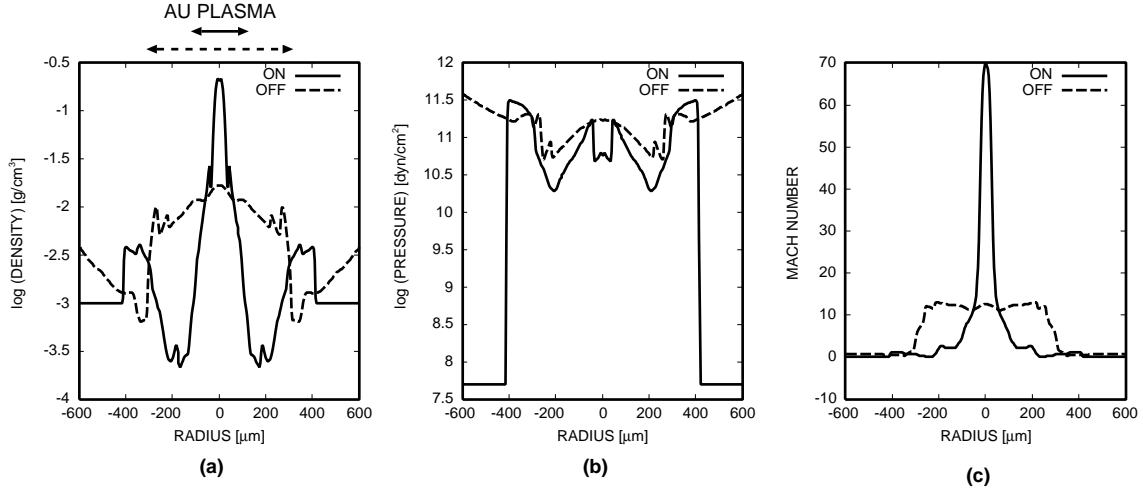 AU PLASMA
-0.5
-1
-1.5
-2
-2.5
-3
-3.5
-4
log (DENSITY) [g/cm³]
ON
OFF
-600 -400 -200 0 200 400 600
RADIUS [μm]
(a)
12
11.5
11
10.5
10
9.5
9
8.5
8
7.5
log (PRESSURE) [dyn/cm²]
ON
OFF
-600 -400 -200 0 200 400 600
RADIUS [μm]
(b)
70
60
50
40
30
20
10
0
-10
MACH NUMBER
ON
OFF
-600 -400 -200 0 200 400 600
RADIUS [μm]
(c)